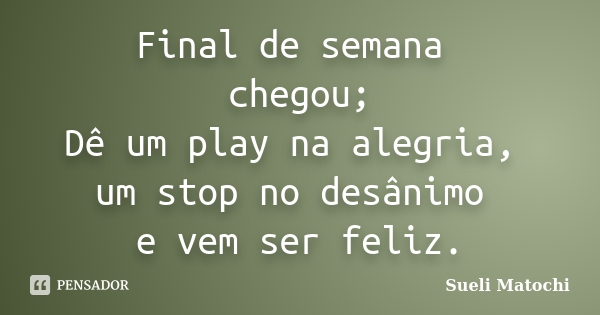 Final de semana
chegou;
Dê um play na alegria,
um stop no desânimo
e vem ser feliz.
PENSADOR
Sueli Matochi